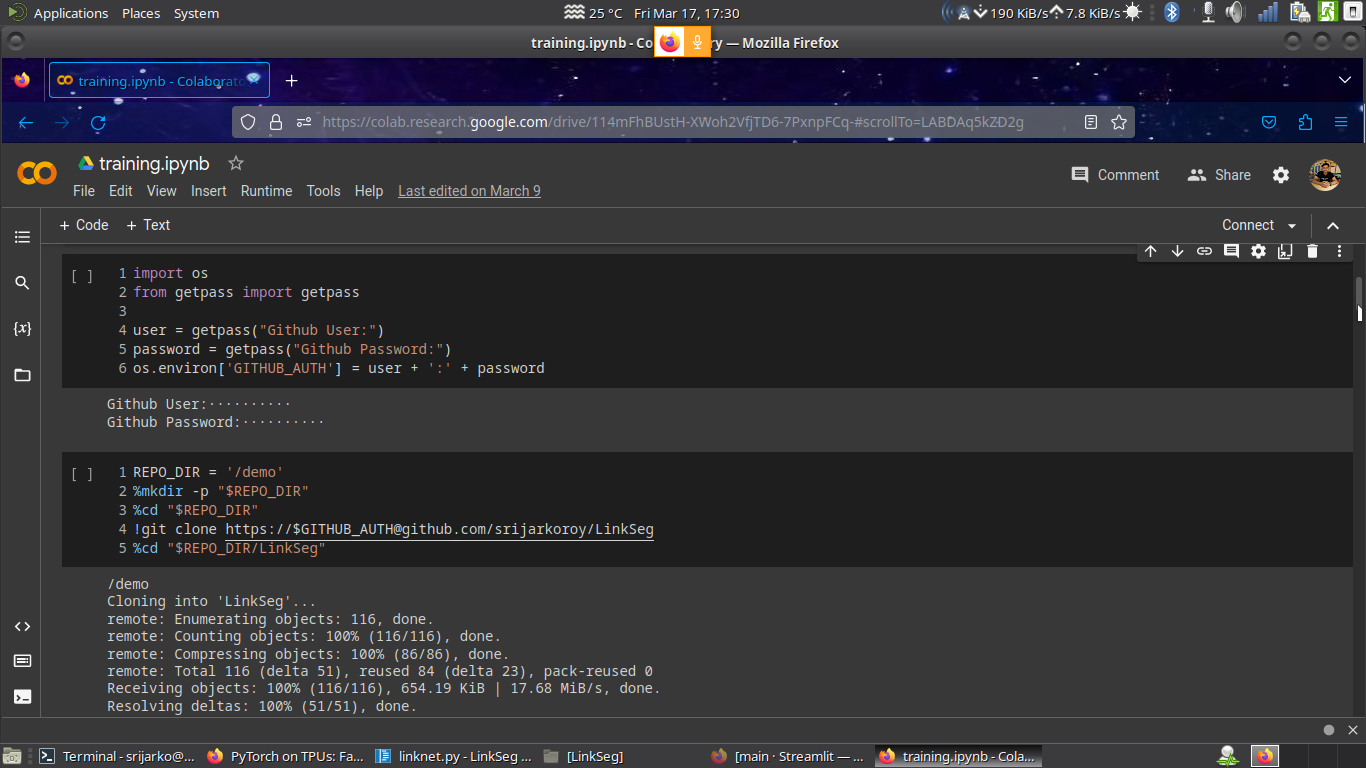 Applications Places System
25 °C Fri Mar 17, 17:30
190 KiB/s 7.8 KiB/s
training.ipynb - Co ry — Mozilla Firefox
training.ipynb - Colaborato
https://colab.research.google.com/drive/114mFhBUstH-XWoh2VfjTD6-7PxnpFCq-#scrollTo=LABDAq5kZD2g
training.ipynb
File Edit View Insert Runtime Tools Help Last edited on March 9
Comment Share
+ Code + Text
Connect
[ ] 1 import os
2 from getpass import getpass
3
4 user = getpass("Github User:")
5 password = getpass("Github Password:")
6 os.environ['GITHUB_AUTH'] = user + ':' + password
Github User:··········
Github Password:··········
[ ] 1 REPO_DIR = '/demo'
2 %mkdir -p "$REPO_DIR"
3 %cd "$REPO_DIR"
4 !git clone https://$GITHUB_AUTH@github.com/srijarkoroy/LinkSeg
5 %cd "$REPO_DIR/LinkSeg"
/demo
Cloning into 'LinkSeg'...
remote: Enumerating objects: 116, done.
remote: Counting objects: 100% (116/116), done.
remote: Compressing objects: 100% (86/86), done.
remote: Total 116 (delta 51), reused 84 (delta 23), pack-reused 0
Receiving objects: 100% (116/116), 654.19 KiB | 17.68 MiB/s, done.
Resolving deltas: 100% (51/51), done.
{x}
Terminal - srijarko@... PyTorch on TPUs: Fa... linknet.py - LinkSeg ... [LinkSeg] [main · Streamlit — ... training.ipynb - Cola...